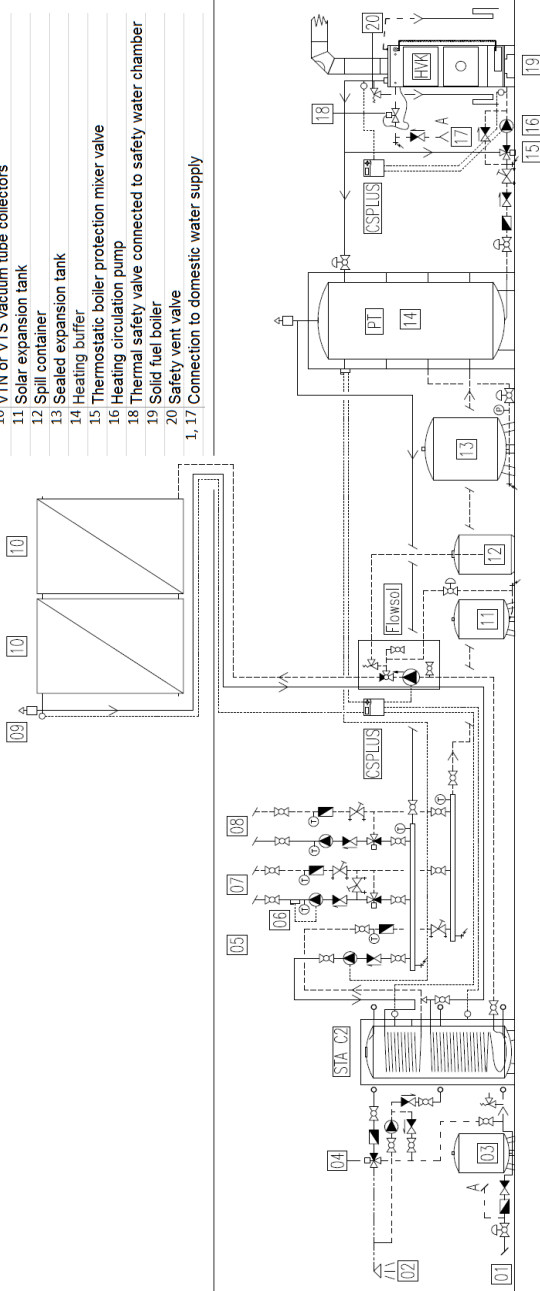 10 VTN or VTS vacuum tube collectors
11 Solar expansion tank
12 Spill container
13 Sealed expansion tank
14 Heating buffer
15 Thermostatic boiler protection mixer valve
16 Heating circulation pump
18 Thermal safety valve connected to safety water chamber
19 Solid fuel boiler
20 Safety vent valve
1, 17 Connection to domestic water supply
09
10
10
01
02
03
04
A
STA C2
05
06
07
08
T
T
T
T
T
T
T
CSPLUS
Flowsol
11
12
13
P
PT
14
CSPLUS
18
17
A
20
HVK
15
16
19